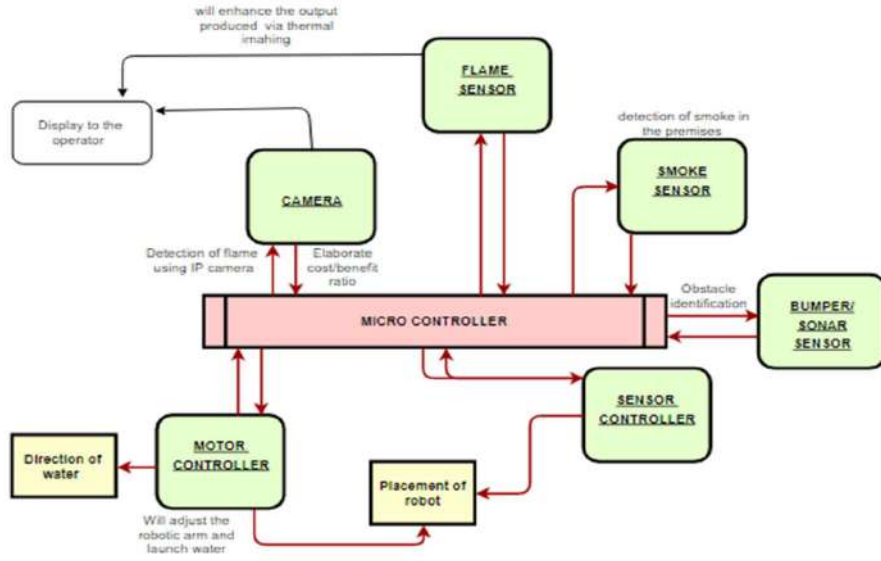 will enhance the output
produced via thermal
imahing
FLAME
SENSOR
Display to the
operator
detection of smoke in
the premises
SMOKE
SENSOR
CAMERA
Detection of flame
using IP camera
Elaborate
cost/benefit
ratio
Obstacle
identification
MICRO CONTROLLER
BUMPER/
SONAR
SENSOR
SENSOR
CONTROLLER
MOTOR
CONTROLLER
Direction of
water
Placement of
robot
Will adjust the
robotic arm and
launch water